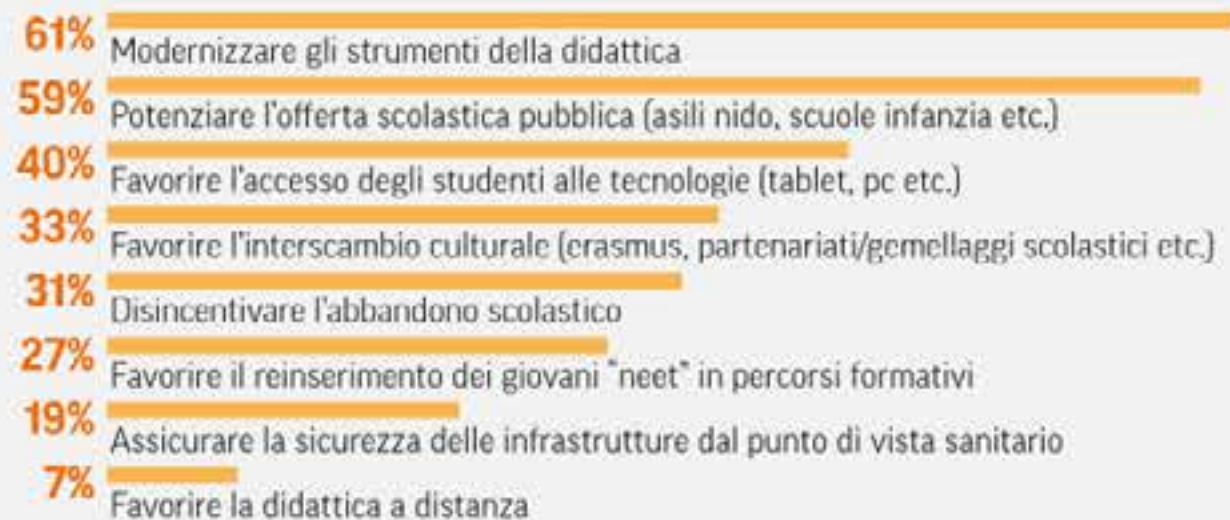 61%
Modernizzare gli strumenti della didattica
59%
Potenziare l'offerta scolastica pubblica (asili nido, scuole infanzia etc.)
40%
Favorire l'accesso degli studenti alle tecnologie (tablet, pc etc.)
33%
Favorire l'interscambio culturale (erasmus, partenariati/gemellaggi scolastici etc.)
31%
Disincentivare l'abbandono scolastico
27%
Favorire il reinserimento dei giovani "neet" in percorsi formativi
19%
Assicurare la sicurezza delle infrastrutture dal punto di vista sanitario
7%
Favorire la didattica a distanza